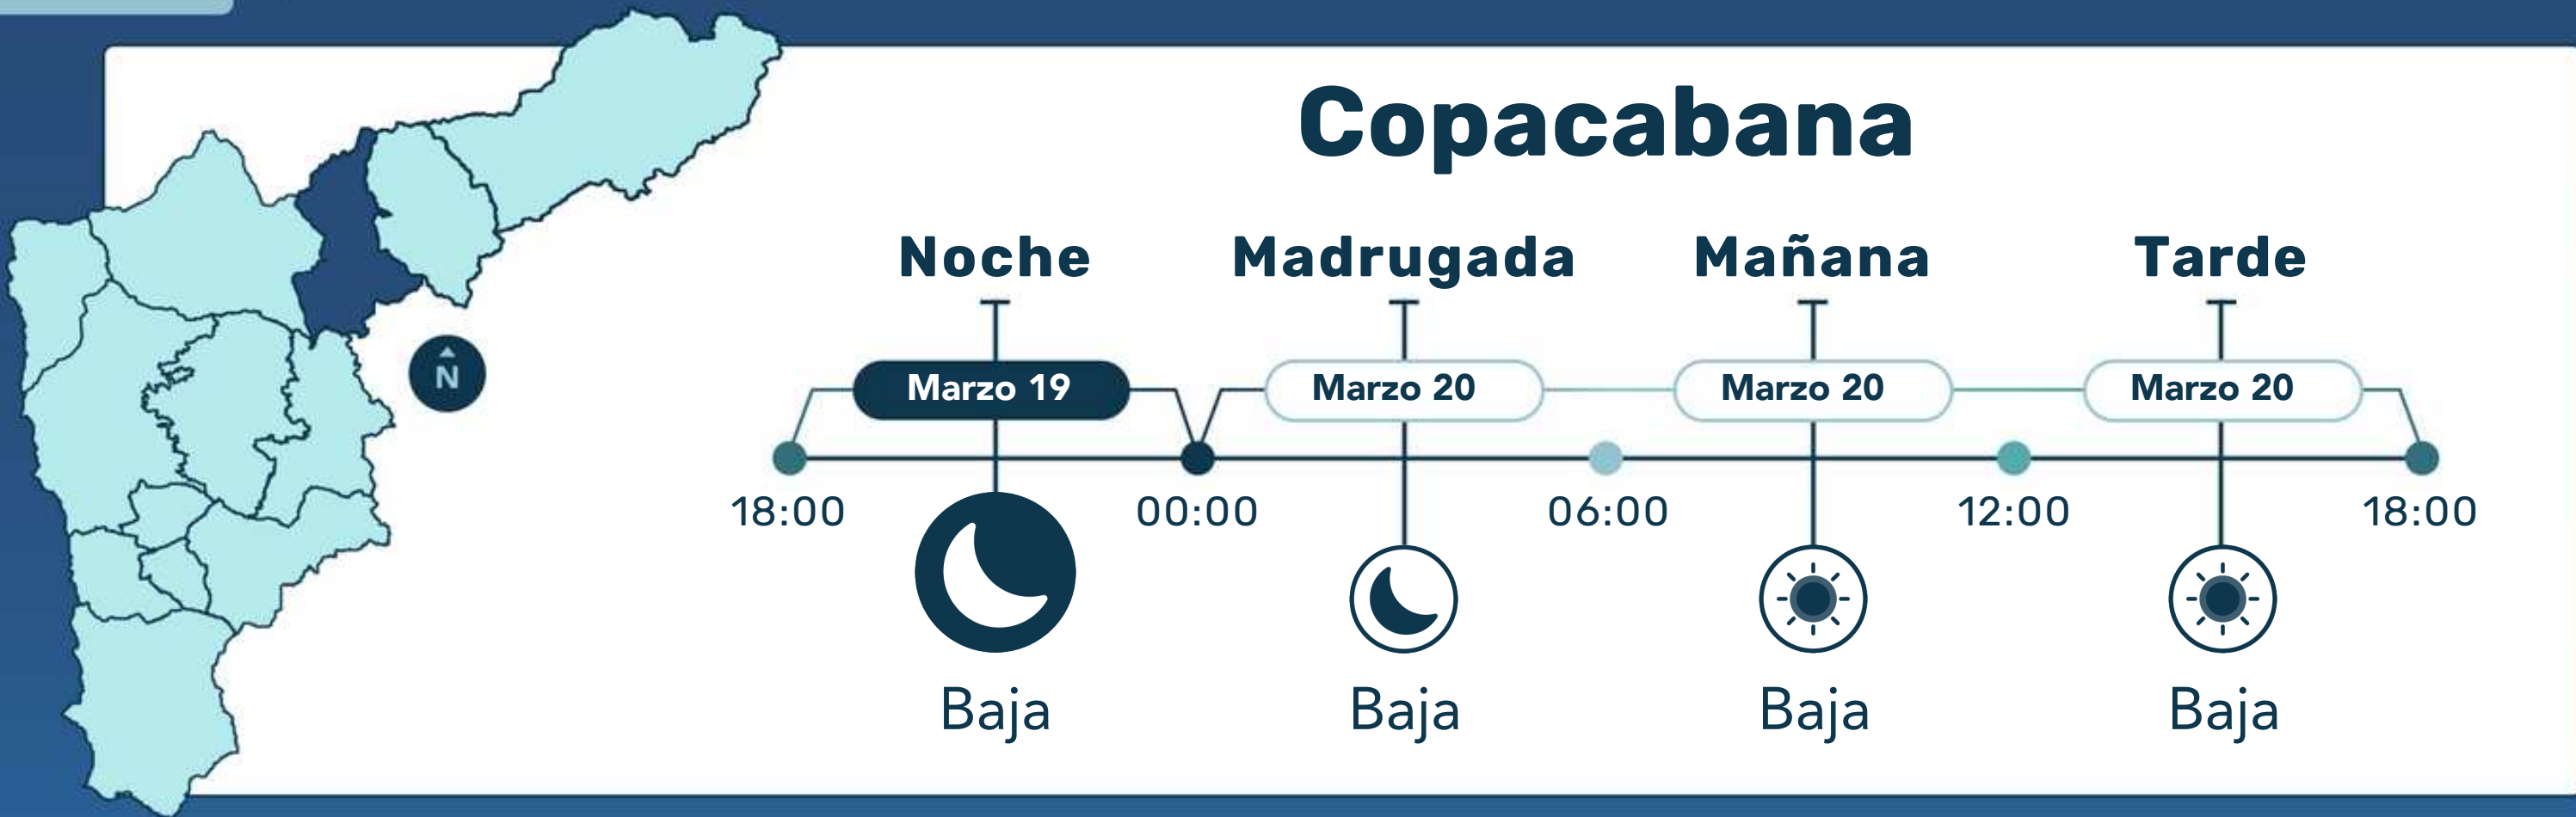 Copacabana
Noche Madrugada Mañana Tarde
N
Marzo 19 Marzo 20 Marzo 20 Marzo 20
18:00 00:00 06:00 12:00 18:00
Baja Baja Baja Baja